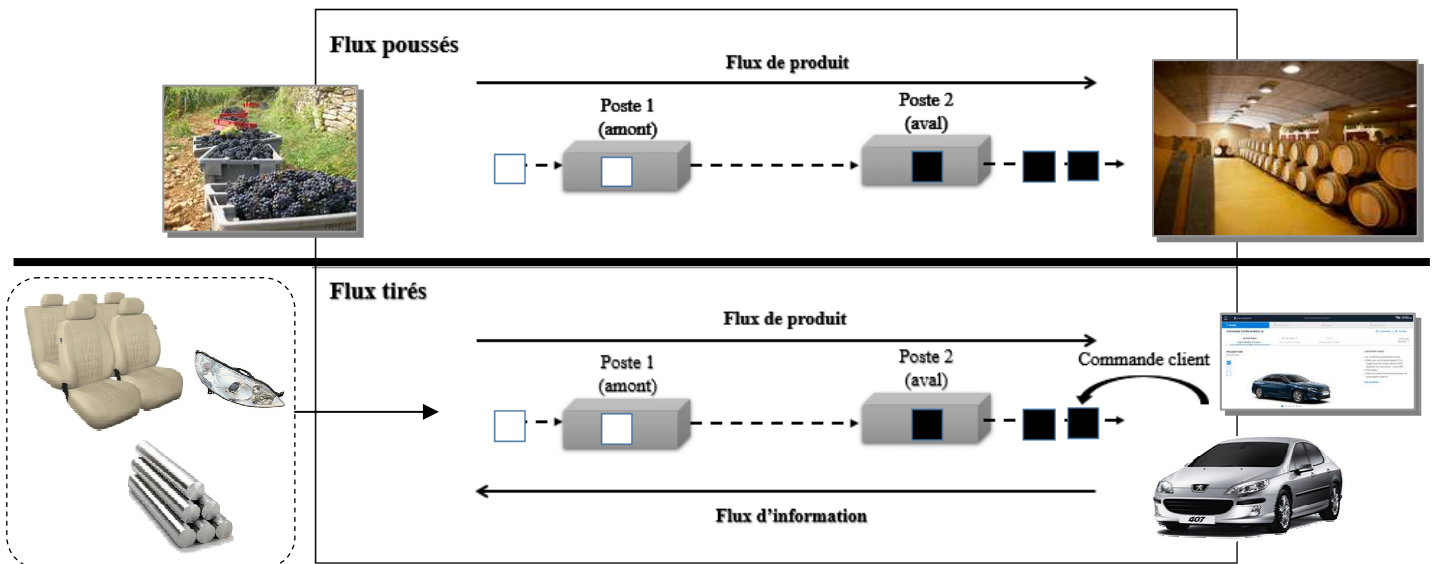 Flux poussés
Flux de produit
Poste 1
(amont)
Poste 2
(aval)
Flux tirés
Flux de produit
Poste 1
(amont)
Poste 2
(aval)
Commande client
Flux d'information
407